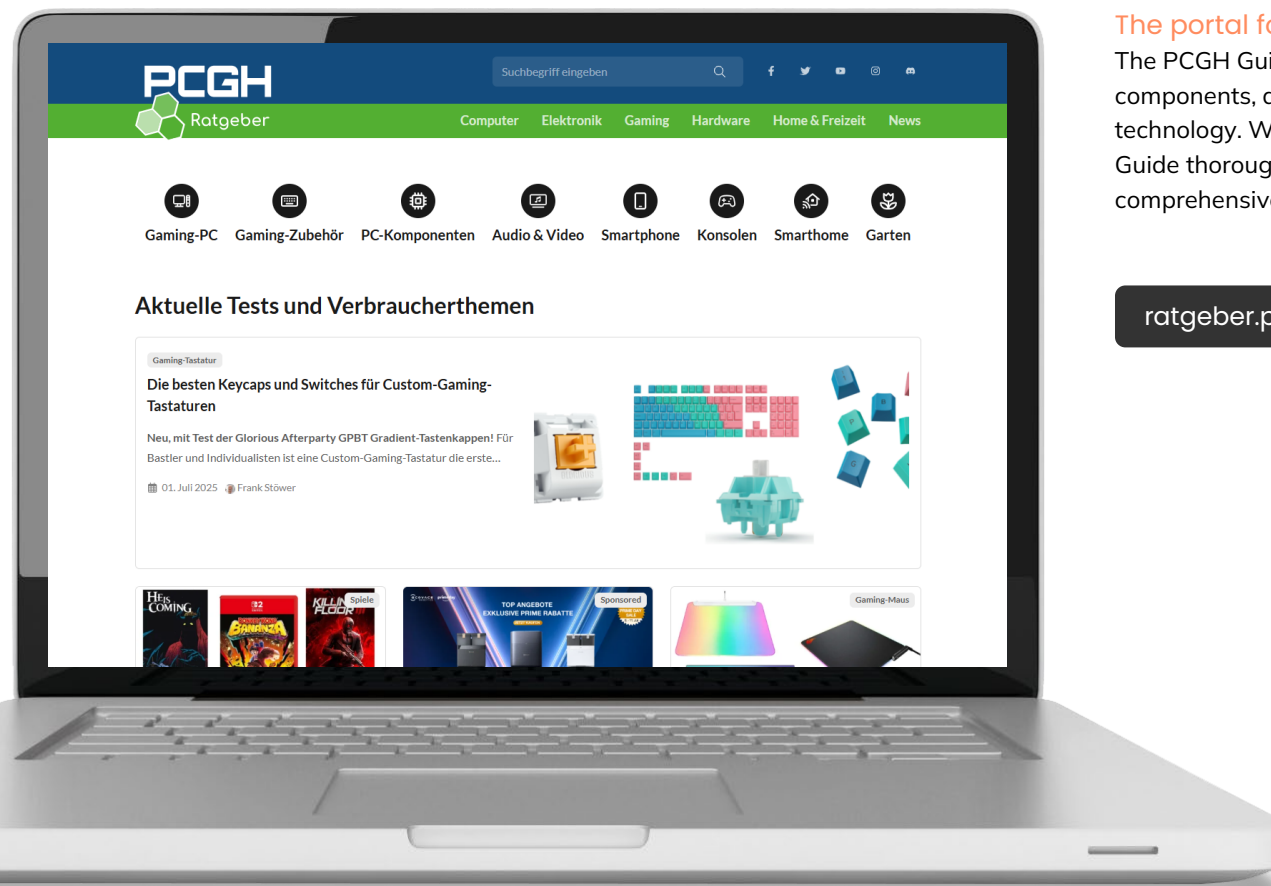 PCGH
Ratgeber
Suchbegriff eingeben
Computer Elektronik Gaming Hardware Home & Freizeit News
Gaming-PC Gaming-Zubehör PC-Komponenten Audio & Video Smartphone Konsolen Smarthome Garten
Aktuelle Tests und Verbraucherthemen
Gaming-Tastatur
Die besten Keycaps und Switches für Custom-Gaming-
Tastaturen
Neu, mit Test der Glorious Afterparty GPBT Gradient-Tastenkappen! Für
Bastler und Individualisten ist eine Custom-Gaming-Tastatur die erste...
01. Juli 2025 Frank Stöwer
HE IS
COMING
BANANZA
KILLING
FLOOR
Spiele
TOP ANGEBOTE
EXKLUSIVE PRIME RABATTE
Sponsored
Gaming-Maus
The portal fo
The PCGH Gui
components, c
technology. W
Guide thoroug
comprehensive
ratgeber.p